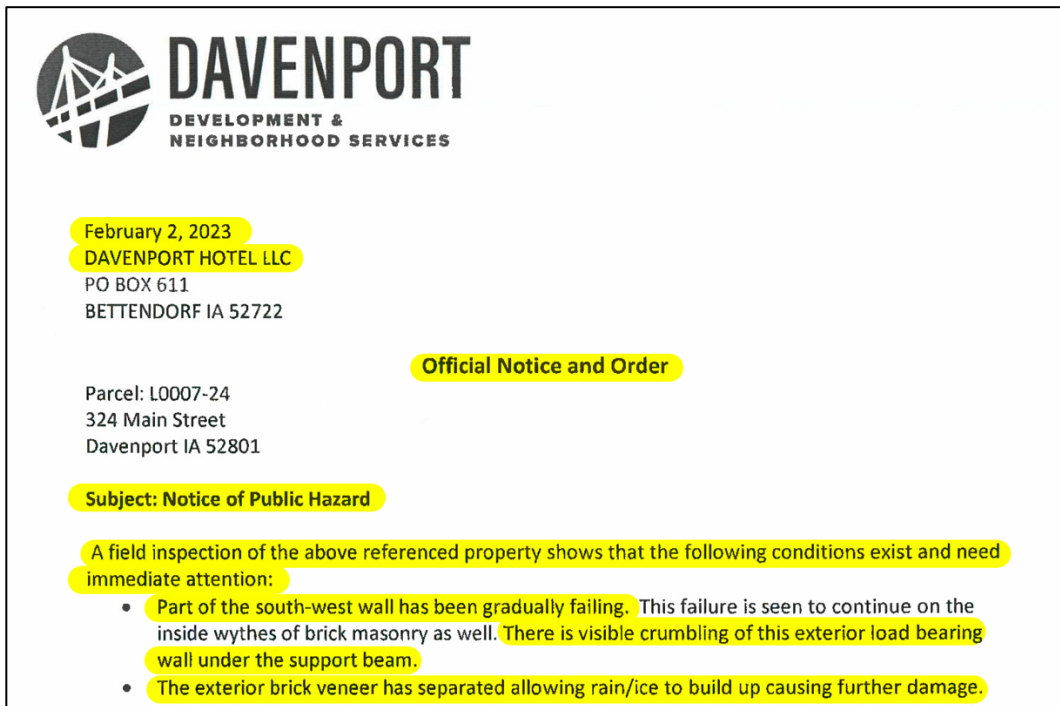 DAVENPORT
DEVELOPMENT &
NEIGHBORHOOD SERVICES
February 2, 2023
DAVENPORT HOTEL LLC
PO BOX 611
BETTENDORF IA 52722
Official Notice and Order
Parcel: L0007-24
324 Main Street
Davenport IA 52801
Subject: Notice of Public Hazard
A field inspection of the above referenced property shows that the following conditions exist and need
immediate attention:
• Part of the south-west wall has been gradually failing. This failure is seen to continue on the
inside wythes of brick masonry as well. There is visible crumbling of this exterior load bearing
wall under the support beam.
• The exterior brick veneer has separated allowing rain/ice to build up causing further damage.